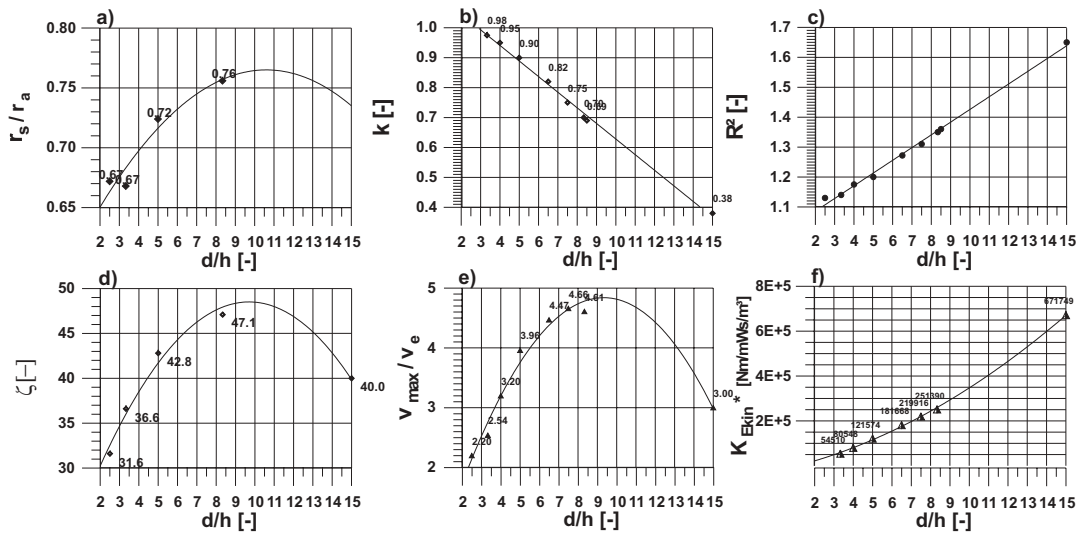 a)
r_s / r_a
0.80
0.75
0.70
0.65
0.67
0.67
0.72
0.76
2 3 4 5 6 7 8 9 10 11 12 13 14 15
d/h [-]
b)
k [-]
1.0
0.9
0.8
0.7
0.6
0.5
0.4
0.98
0.95
0.90
0.82
0.75
0.70
0.69
0.38
2 3 4 5 6 7 8 9 10 11 12 13 14 15
d/h [-]
c)
R² [-]
1.7
1.6
1.5
1.4
1.3
1.2
1.1
2 3 4 5 6 7 8 9 10 11 12 13 14 15
d/h [-]
d)
ζ [−]
50
45
40
35
30
31.6
36.6
42.8
47.1
40.0
2 3 4 5 6 7 8 9 10 11 12 13 14 15
d/h [-]
e)
v_max / v_e
5
4
3
2
2.20
2.54
3.20
3.96
4.47
4.66
4.61
3.00
2 3 4 5 6 7 8 9 10 11 12 13 14 15
d/h [-]
f)
K_Ekin* [Nm/mWs/m³]
8E+5
6E+5
4E+5
2E+5
54510
80548
121574
181668
219916
251390
671749
2 3 4 5 6 7 8 9 10 11 12 13 14 15
d/h [-]